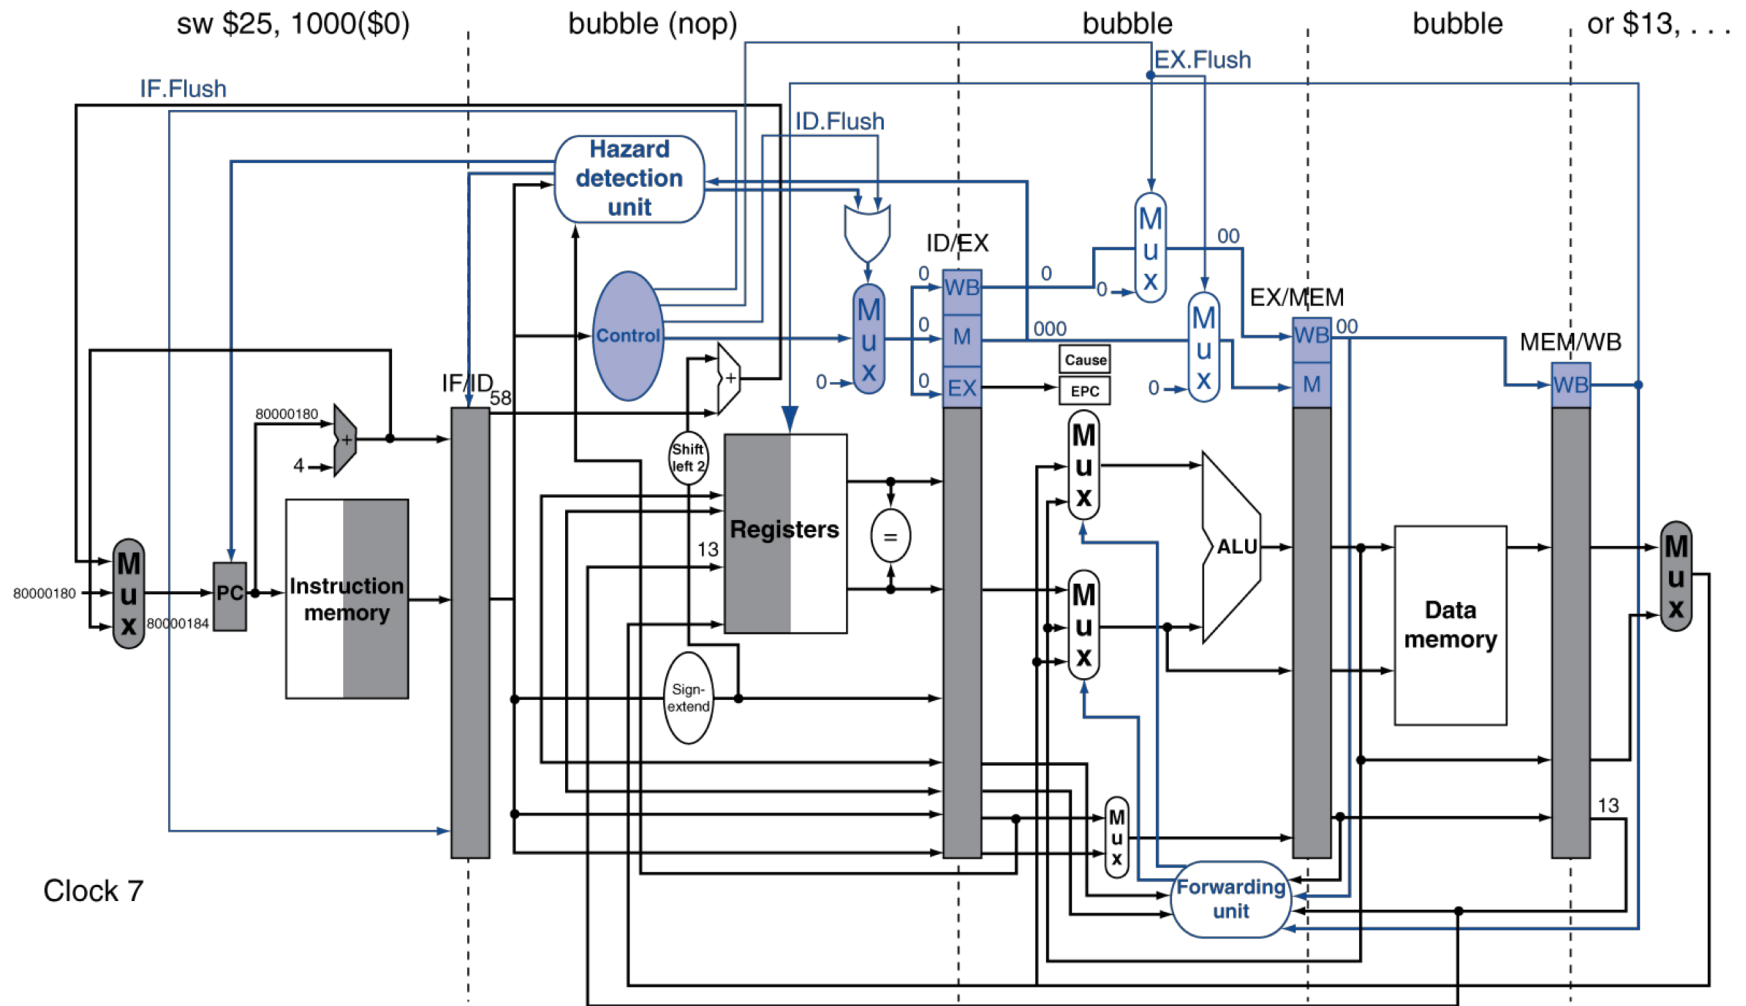 sw $25, 1000($0)
bubble (nop)
bubble
bubble
or $13, . . .
EX.Flush
IF.Flush
ID.Flush
Hazard
detection
unit
M
u
x
0
00
ID/EX
0
WB
0
Control
M
u
x
0
0
M
000
0
EX
M
u
x
0
Cause
EPC
EX/MEM
WB
00
M
MEM/WB
WB
IF/ID
58
+
80000180
+
4
Shift
left 2
M
u
x
Registers
=
13
ALU
80000180
M
u
x
80000184
PC
Instruction
memory
M
u
x
Data
memory
M
u
x
Sign-
extend
M
u
x
13
Forwarding
unit
Clock 7